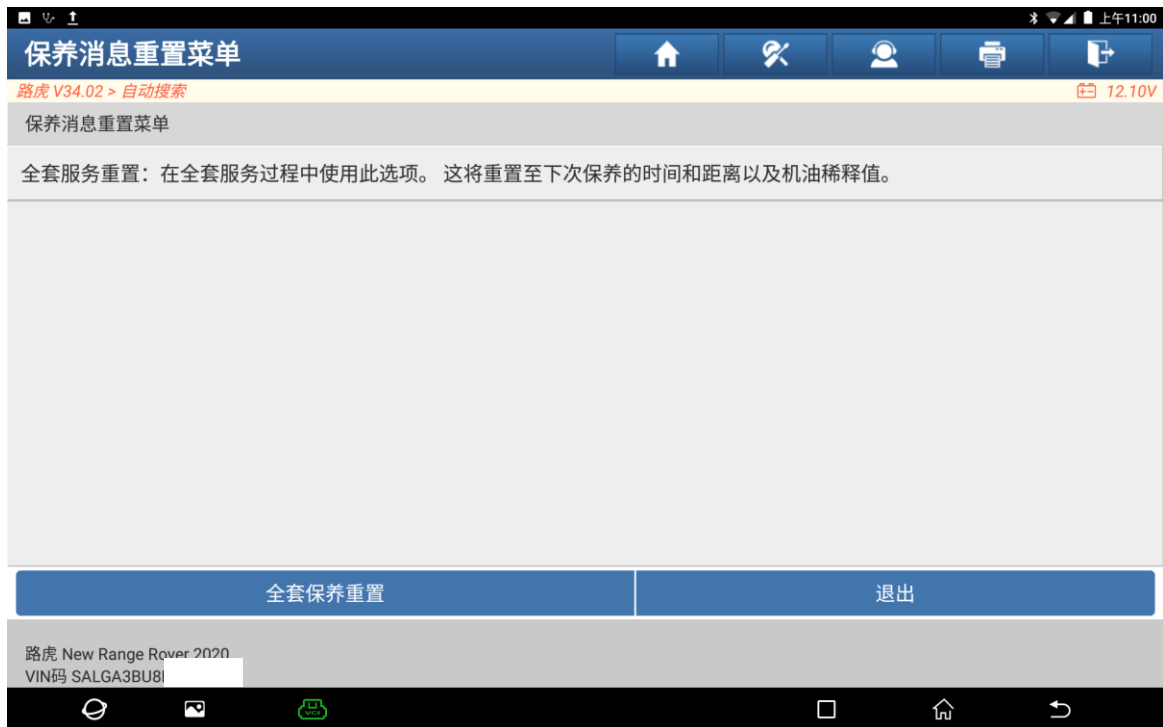 上午11:00
保养消息重置菜单
路虎 V34.02 > 自动搜索
12.10V
保养消息重置菜单
全套服务重置：在全套服务过程中使用此选项。 这将重置至下次保养的时间和距离以及机油稀释值。
全套保养重置
退出
路虎 New Range Rover 2020
VIN码 SALGA3BU8
VCI